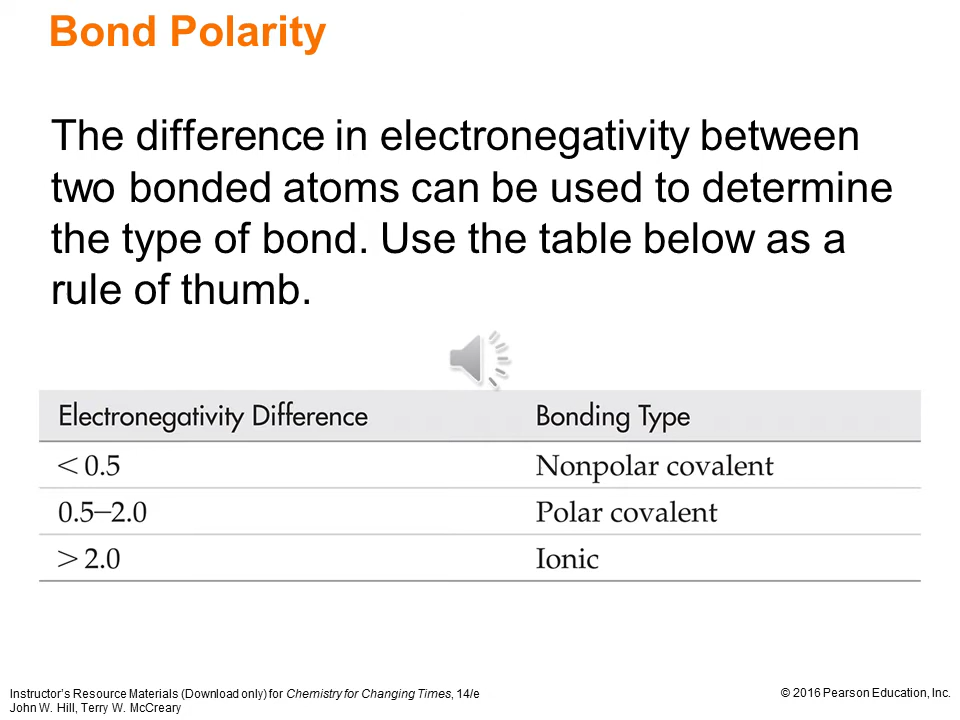 Bond Polarity
The difference in electronegativity between
two bonded atoms can be used to determine
the type of bond. Use the table below as a
rule of thumb.
Electronegativity Difference Bonding Type
< 0.5 Nonpolar covalent
0.5–2.0 Polar covalent
> 2.0 Ionic
Instructor's Resource Materials (Download only) for Chemistry for Changing Times, 14/e
John W. Hill, Terry W. McCreary
© 2016 Pearson Education, Inc.